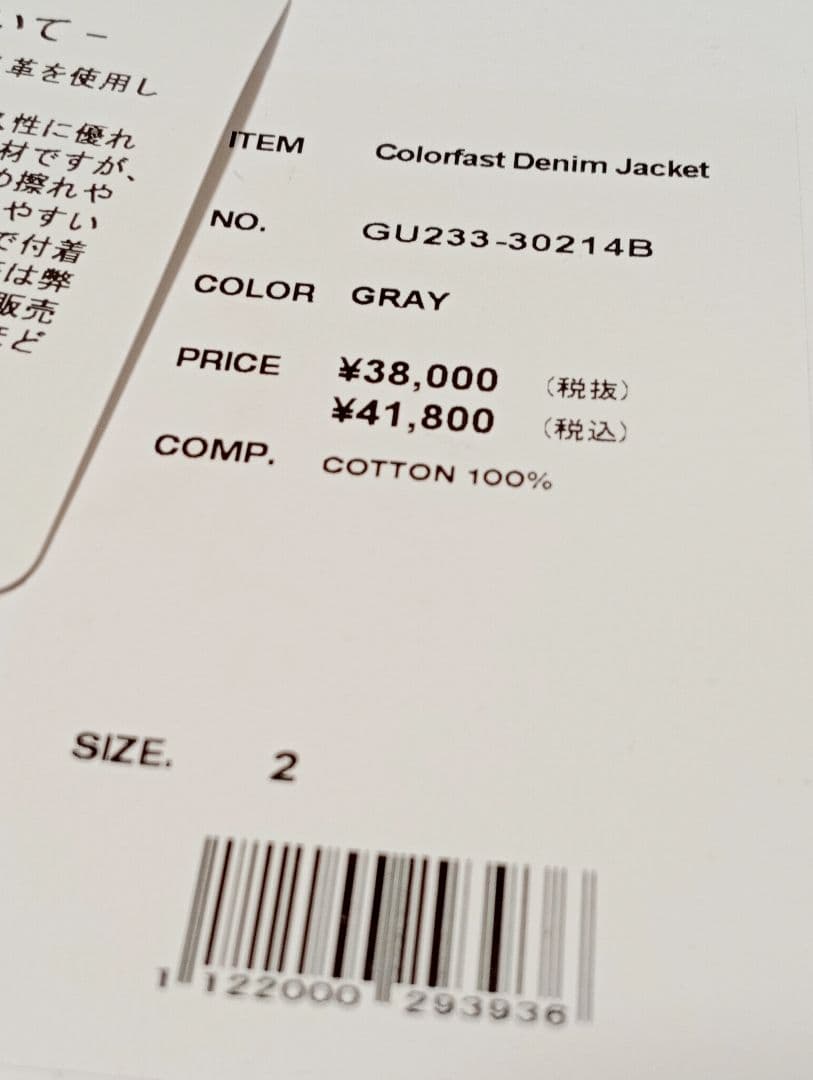 いて -
革を使用し
性に優れ
材ですが、
擦れや
やすい
で付着
は弊
販売
ほど
ITEM Colorfast Denim Jacket
NO. GU233-30214B
COLOR GRAY
PRICE ¥38,000 (税抜)
¥41,800 (税込)
COMP. COTTON 100%
SIZE. 2
1 122000 293936